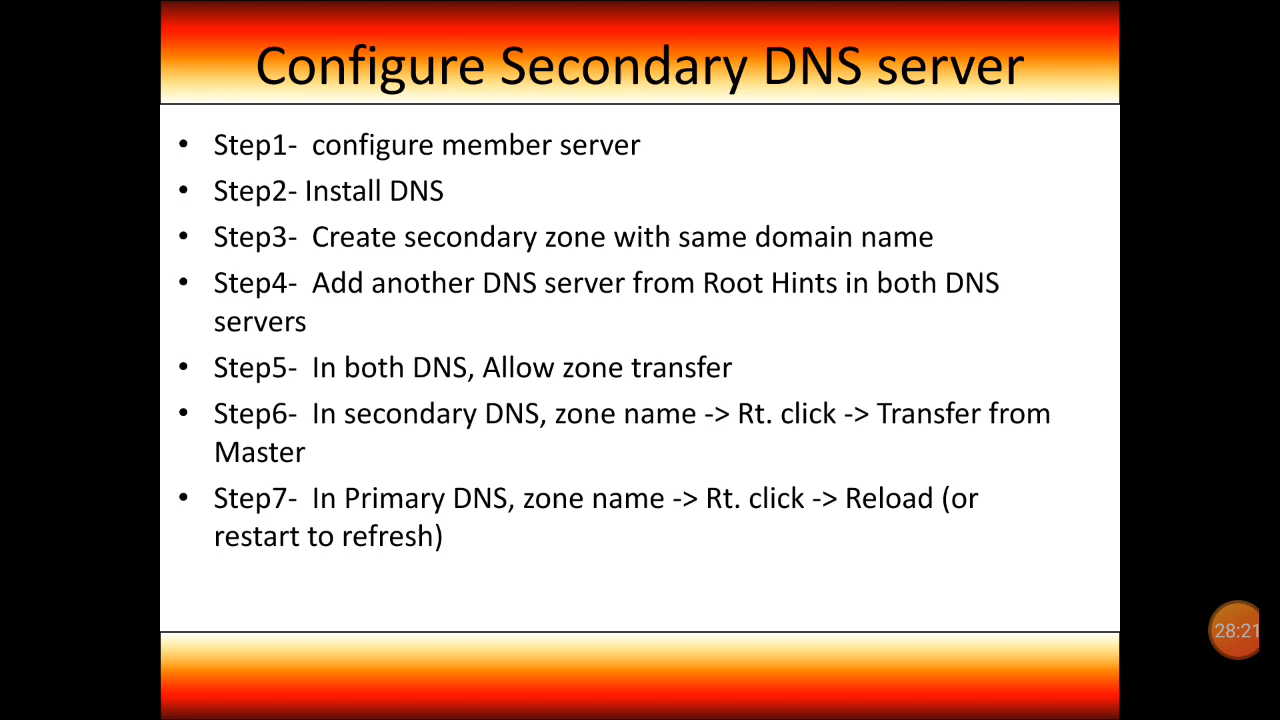 Configure Secondary DNS server
• Step1- configure member server
• Step2- Install DNS
• Step3- Create secondary zone with same domain name
• Step4- Add another DNS server from Root Hints in both DNS
servers
• Step5- In both DNS, Allow zone transfer
• Step6- In secondary DNS, zone name -> Rt. click -> Transfer from
Master
• Step7- In Primary DNS, zone name -> Rt. click -> Reload (or
restart to refresh)
28:21